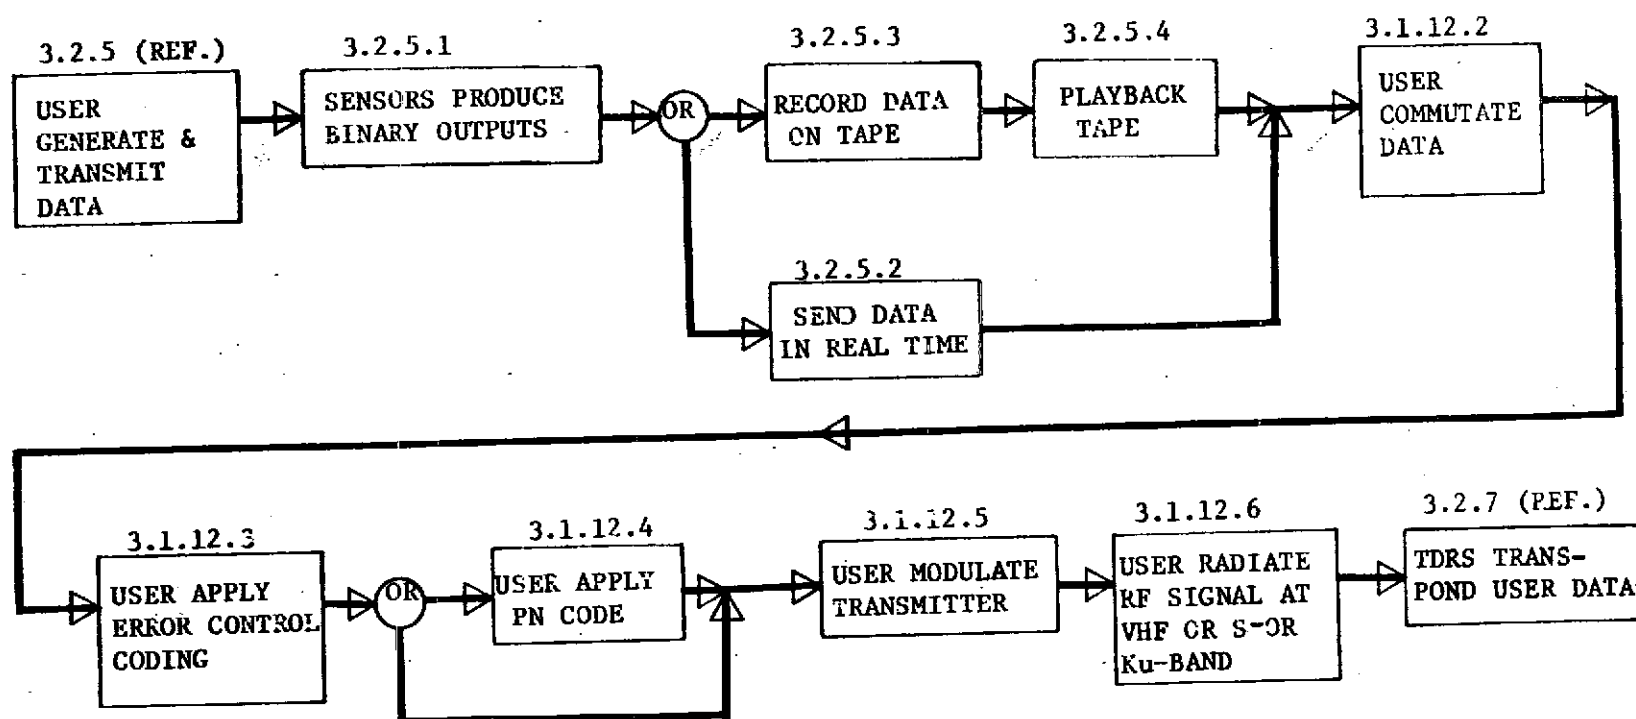 3.2.5 (REF.)
USER
GENERATE &
TRANSMIT
DATA
3.2.5.1
SENSORS PRODUCE
BINARY OUTPUTS
OR
3.2.5.3
RECORD DATA
ON TAPE
3.2.5.4
PLAYBACK
TAPE
3.1.12.2
USER
COMMUTATE
DATA
3.2.5.2
SEND DATA
IN REAL TIME
3.1.12.3
USER APPLY
ERROR CONTROL
CODING
OR
3.1.12.4
USER APPLY
PN CODE
3.1.12.5
USER MODULATE
TRANSMITTER
3.1.12.6
USER RADIATE
RF SIGNAL AT
VHF OR S-OR
Ku-BAND
3.2.7 (REF.)
TDRS TRANS-
POND USER DATA